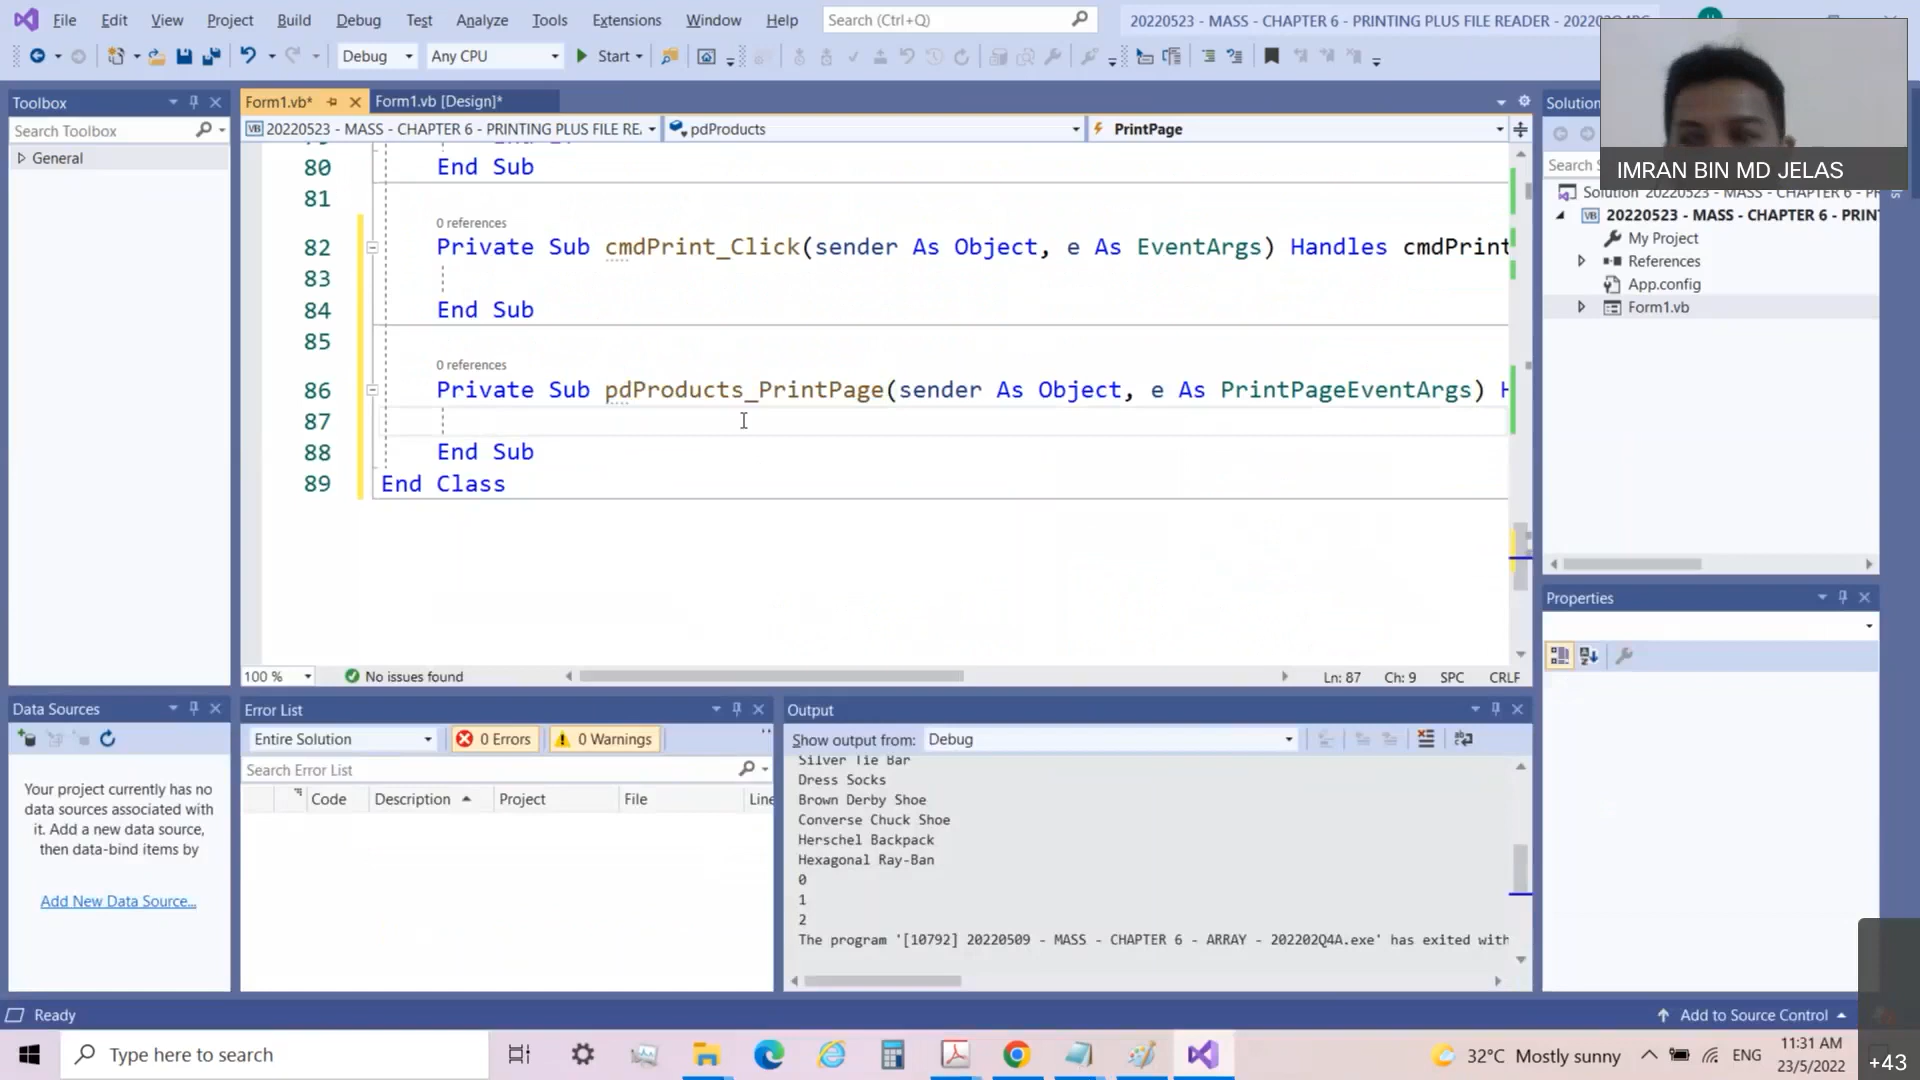 File Edit View Project Build Debug Test Analyze Tools Extensions Window Help Search (Ctrl+Q) 20220523 - MASS - CHAPTER 6 - PRINTING PLUS FILE READER -
Debug Any CPU Start
Toolbox Form1.vb* Form1.vb [Design]*
Search Toolbox 20220523 - MASS - CHAPTER 6 - PRINTING PLUS FILE RE pdProducts PrintPage
General
IMRAN BIN MD JELAS
Solution 20220523 - MASS - CHAPTER 6 -
20220523 - MASS - CHAPTER 6 - PRIN
My Project
References
App.config
Form1.vb
80 End Sub
81
0 references
82 Private Sub cmdPrint_Click(sender As Object, e As EventArgs) Handles cmdPrint
83
84 End Sub
85
0 references
86 Private Sub pdProducts_PrintPage(sender As Object, e As PrintPageEventArgs) H
87
88 End Sub
89 End Class
100 % No issues found Ln: 87 Ch: 9 SPC CRLF
Properties
Data Sources
Your project currently has no
data sources associated with
it. Add a new data source,
then data-bind items by
Add New Data Source...
Error List
Entire Solution 0 Errors 0 Warnings
Search Error List
Code Description Project File Line
Output
Show output from: Debug
Silver Tie Bar
Dress Socks
Brown Derby Shoe
Converse Chuck Shoe
Herschel Backpack
Hexagonal Ray-Ban
0
1
2
The program '[10792] 20220509 - MASS - CHAPTER 6 - ARRAY - 202202Q4A.exe' has exited with
Ready Add to Source Control
Type here to search 32°C Mostly sunny ENG 11:31 AM
23/5/2022
+43